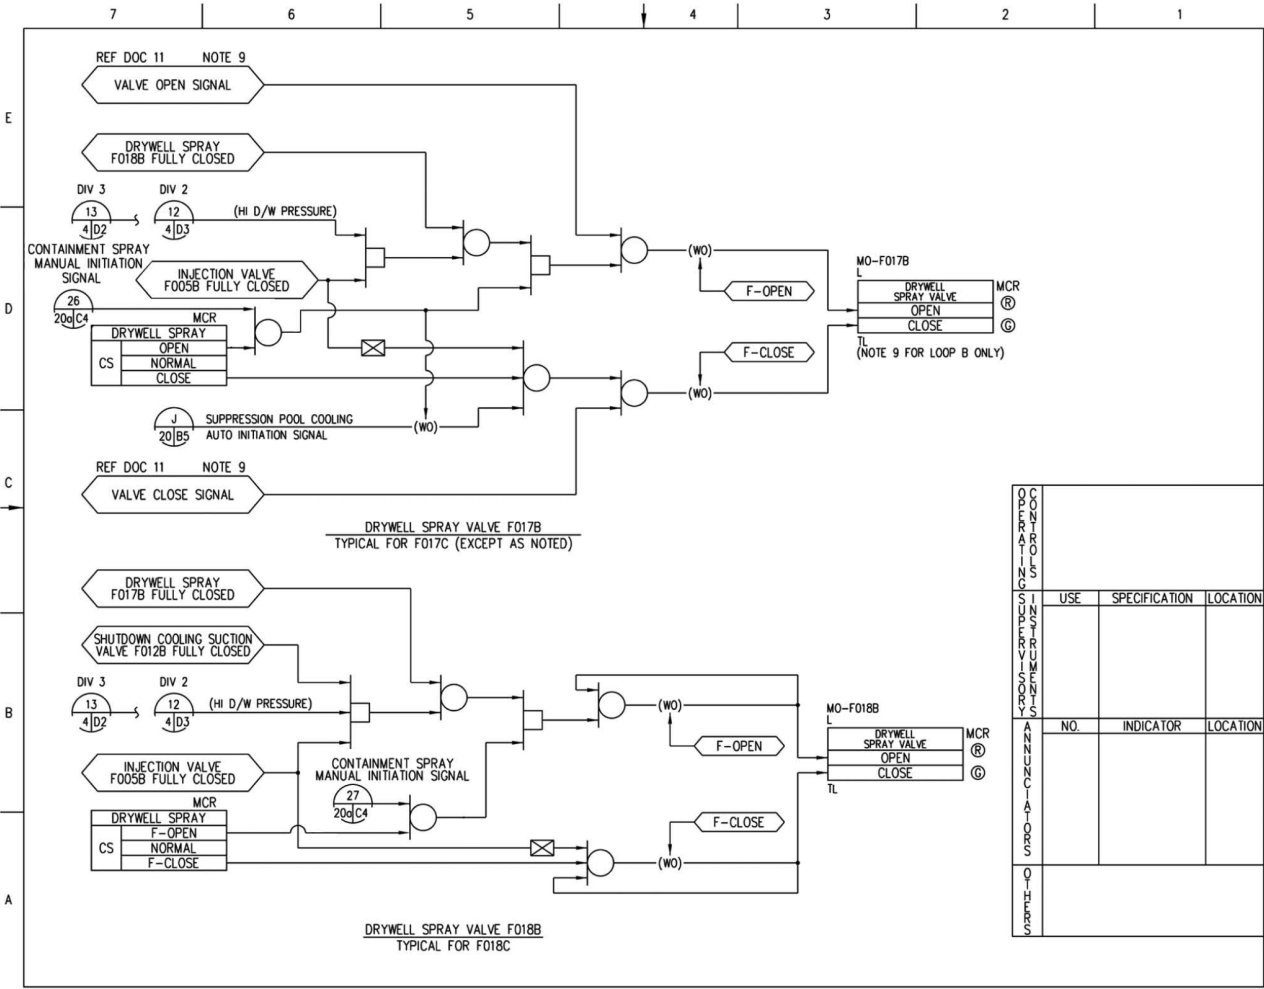 7 6 5 4 3 2 1
E
D
C
B
A
REF DOC 11 NOTE 9
VALVE OPEN SIGNAL
DRYWELL SPRAY
F018B FULLY CLOSED
DIV 3 DIV 2
13 12 (HI D/W PRESSURE)
4 D2 4 D3
CONTAINMENT SPRAY
MANUAL INITIATION
SIGNAL
INJECTION VALVE
F005B FULLY CLOSED
26
20a C4
MCR
DRYWELL SPRAY
OPEN
CS NORMAL
CLOSE
J SUPPRESSION POOL COOLING
20 B5 AUTO INITIATION SIGNAL
(WO)
REF DOC 11 NOTE 9
VALVE CLOSE SIGNAL
(WO)
F-OPEN
F-CLOSE
(WO)
MO-F017B
L
DRYWELL MCR
SPRAY VALVE
OPEN R
CLOSE G
TL
(NOTE 9 FOR LOOP B ONLY)
DRYWELL SPRAY VALVE F017B
TYPICAL FOR F017C (EXCEPT AS NOTED)
DRYWELL SPRAY
F017B FULLY CLOSED
SHUTDOWN COOLING SUCTION
VALVE F012B FULLY CLOSED
DIV 3 DIV 2
13 12 (HI D/W PRESSURE)
4 D2 4 D3
INJECTION VALVE
F005B FULLY CLOSED
CONTAINMENT SPRAY
MANUAL INITIATION SIGNAL
27
20a C4
MCR
DRYWELL SPRAY
F-OPEN
CS NORMAL
F-CLOSE
(WO)
F-OPEN
F-CLOSE
(WO)
MO-F018B
L
DRYWELL MCR
SPRAY VALVE
OPEN R
CLOSE G
TL
DRYWELL SPRAY VALVE F018B
TYPICAL FOR F018C
OPERATING
CONTROLS
SUPERVISORY
INSTRUMENTS
USE SPECIFICATION LOCATION
ANNUNCIATORS
NO. INDICATOR LOCATION
OTHERS